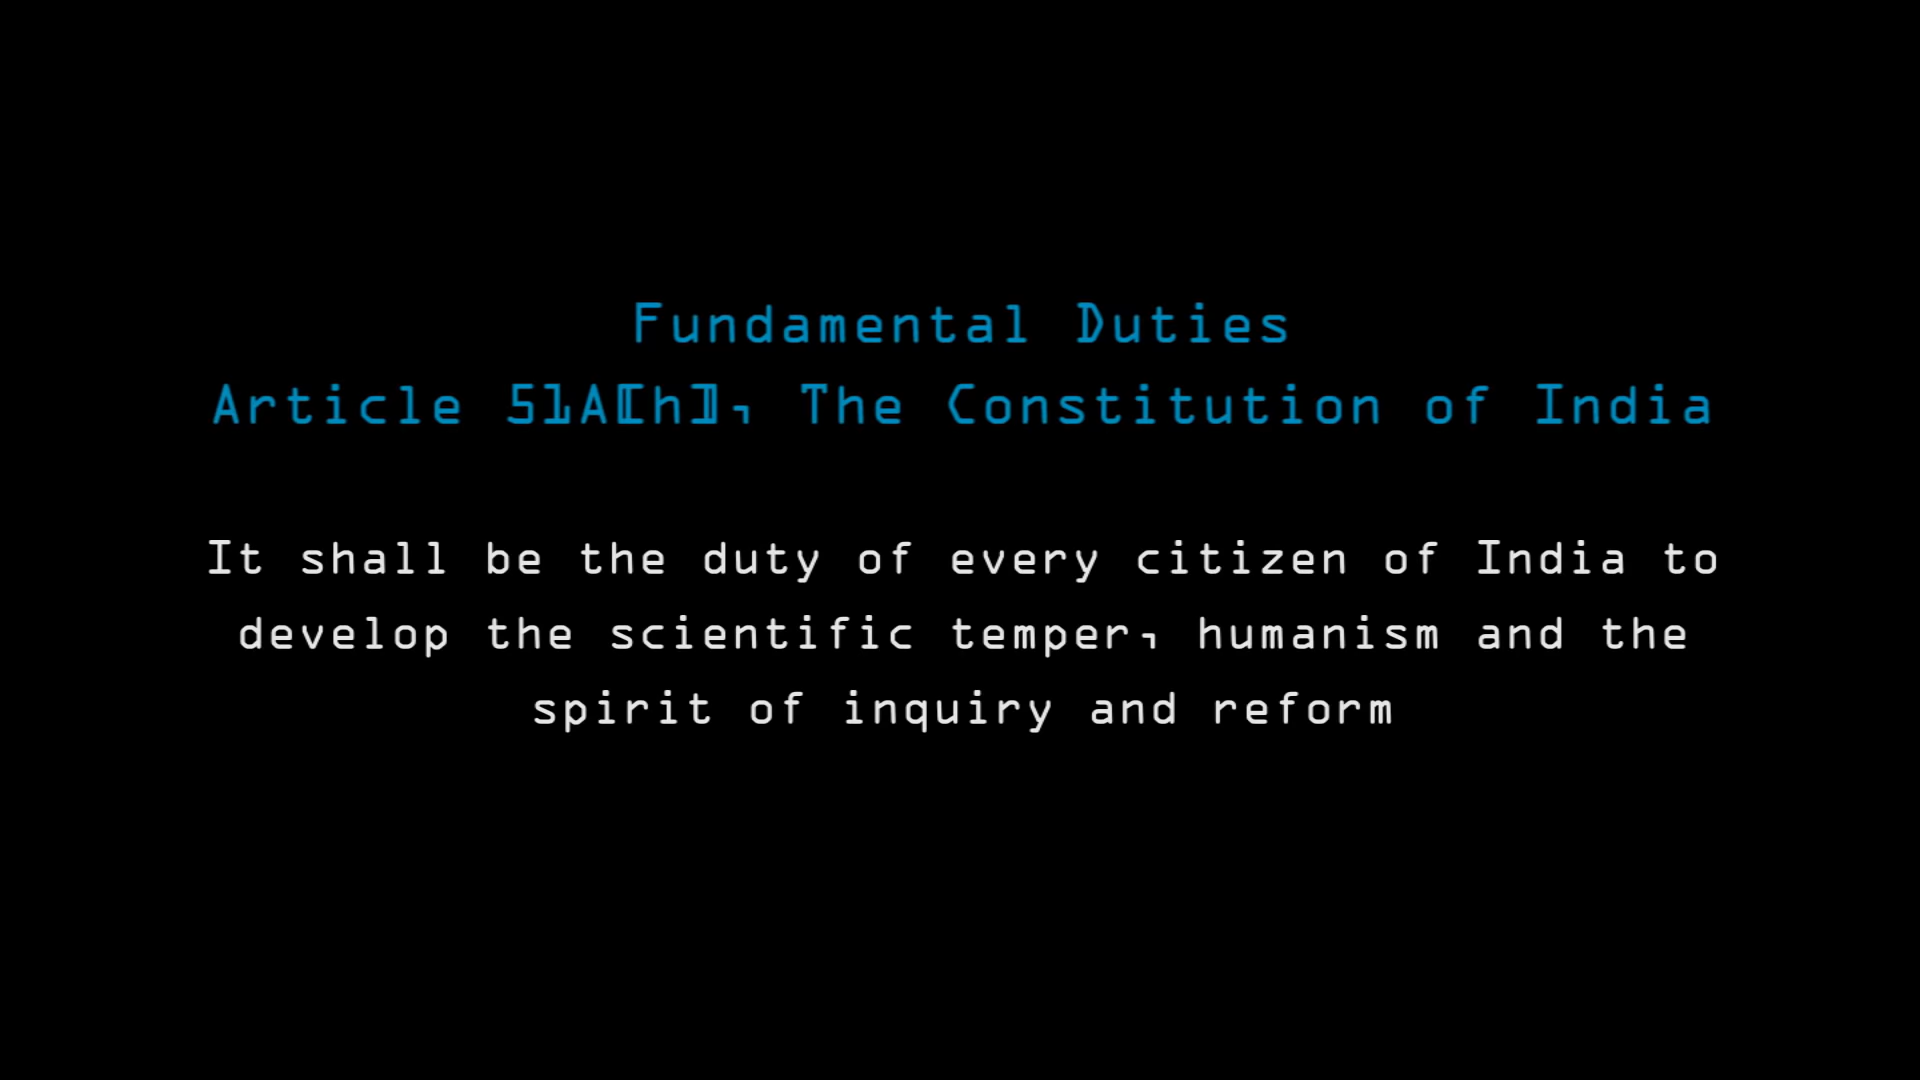 Fundamental Duties
Article 51A[h], The Constitution of India
It shall be the duty of every citizen of India to
develop the scientific temper, humanism and the
spirit of inquiry and reform